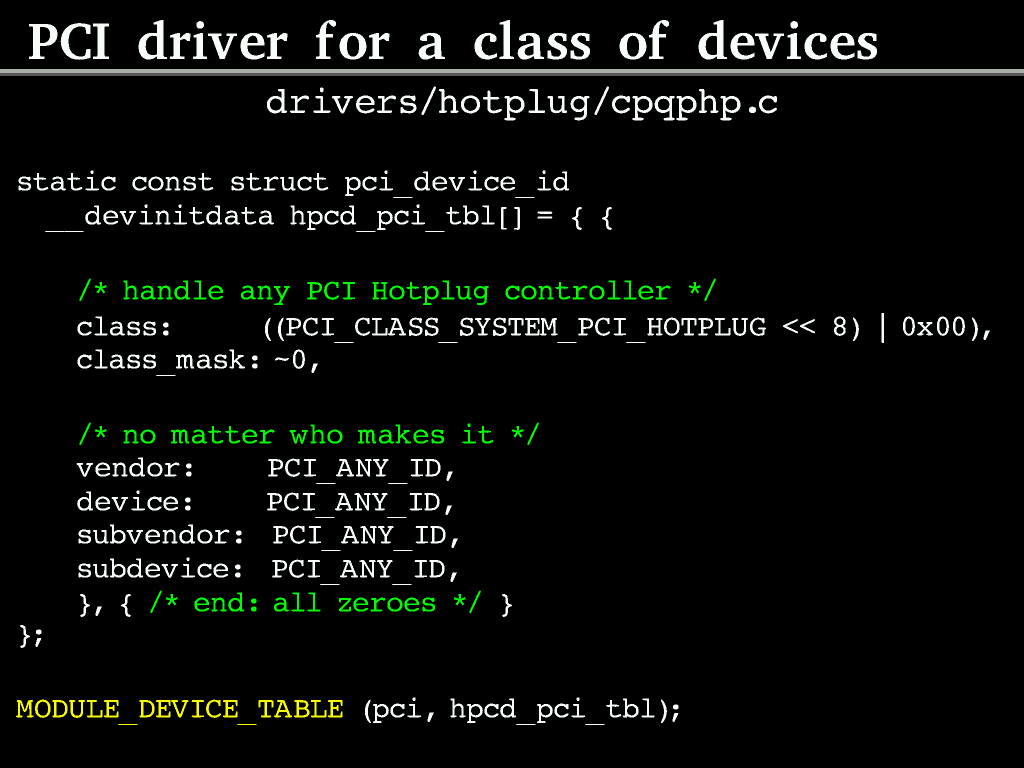 PCI driver for a class of devices
drivers/hotplug/cpqphp.c
static const struct pci_device_id
__devinitdata hpcd_pci_tbl[] = { {
/* handle any PCI Hotplug controller */
class: ((PCI_CLASS_SYSTEM_PCI_HOTPLUG << 8) | 0x00),
class_mask: ~0,
/* no matter who makes it */
vendor: PCI_ANY_ID,
device: PCI_ANY_ID,
subvendor: PCI_ANY_ID,
subdevice: PCI_ANY_ID,
}, { /* end: all zeroes */ }
};
MODULE_DEVICE_TABLE (pci, hpcd_pci_tbl);